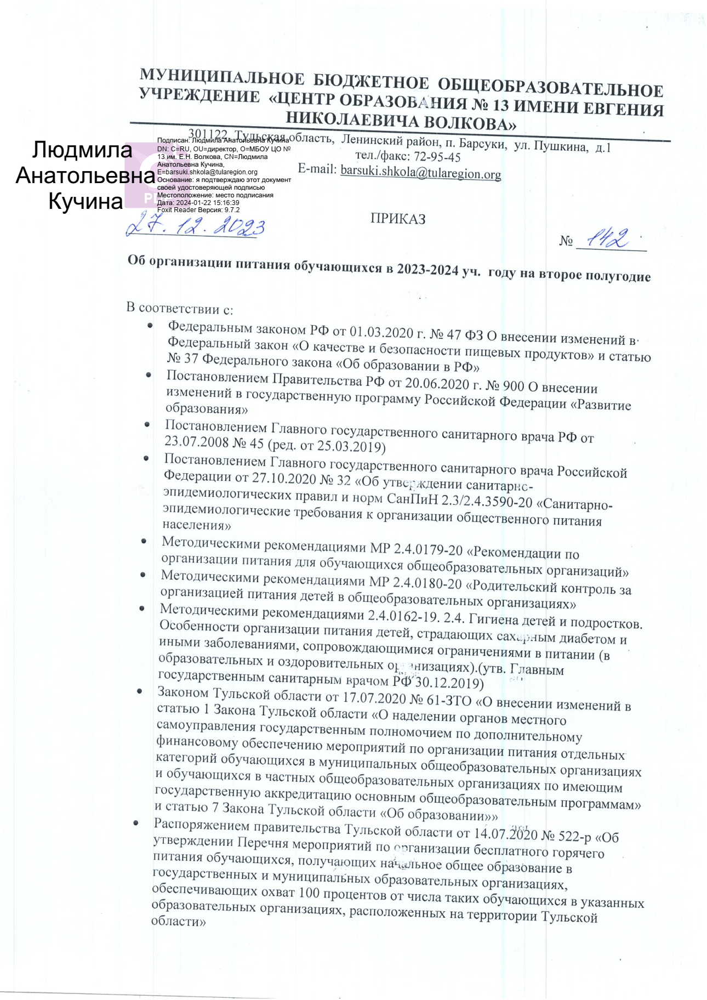 МУНИЦИПАЛЬНОЕ БЮДЖЕТНОЕ ОБЩЕОБРАЗОВАТЕЛЬНОЕ
УЧРЕЖДЕНИЕ «ЦЕНТР ОБРАЗОВАНИЯ № 13 ИМЕНИ ЕВГЕНИЯ
НИКОЛАЕВИЧА ВОЛКОВА»
301122, Тульская область, Ленинский район, п. Барсуки, ул. Пушкина, д.1
тел./факс: 72-95-45
E-mail: barsuki.shkola@tularegion.org
Людмила
Анатольевна
Кучина
Подписан: Людмила Анатольевна Кучина
DN: C=RU, OU=директор, O=МБОУ ЦО №
13 им. Е.Н. Волкова, CN=Людмила
Анатольевна Кучина,
E=barsuki.shkola@tularegion.org
Основание: я подтверждаю этот документ
своей удостоверяющей подписью
Местоположение: место подписания
Дата: 2024-01-22 15:16:39
Foxit Reader Версия: 9.7.2
ПРИКАЗ
27.12.2023
№ 142
Об организации питания обучающихся в 2023-2024 уч. году на второе полугодие
В соответствии с:
• Федеральным законом РФ от 01.03.2020 г. № 47 ФЗ О внесении изменений в
Федеральный закон «О качестве и безопасности пищевых продуктов» и статью
№ 37 Федерального закона «Об образовании в РФ»
• Постановлением Правительства РФ от 20.06.2020 г. № 900 О внесении
изменений в государственную программу Российской Федерации «Развитие
образования»
• Постановлением Главного государственного санитарного врача РФ от
23.07.2008 № 45 (ред. от 25.03.2019)
• Постановлением Главного государственного санитарного врача Российской
Федерации от 27.10.2020 № 32 «Об утверждении санитарно-
эпидемиологических правил и норм СанПиН 2.3/2.4.3590-20 «Санитарно-
эпидемиологические требования к организации общественного питания
населения»
• Методическими рекомендациями МР 2.4.0179-20 «Рекомендации по
организации питания для обучающихся общеобразовательных организаций»
• Методическими рекомендациями МР 2.4.0180-20 «Родительский контроль за
организацией питания детей в общеобразовательных организациях»
• Методическими рекомендациями 2.4.0162-19. 2.4. Гигиена детей и подростков.
Особенности организации питания детей, страдающих сахарным диабетом и
иными заболеваниями, сопровождающимися ограничениями в питании (в
образовательных и оздоровительных организациях).(утв. Главным
государственным санитарным врачом РФ 30.12.2019)
• Законом Тульской области от 17.07.2020 № 61-ЗТО «О внесении изменений в
статью 1 Закона Тульской области «О наделении органов местного
самоуправления государственным полномочием по дополнительному
финансовому обеспечению мероприятий по организации питания отдельных
категорий обучающихся в муниципальных общеобразовательных организациях
и обучающихся в частных общеобразовательных организациях по имеющим
государственную аккредитацию основным общеобразовательным программам»
и статью 7 Закона Тульской области «Об образовании»»
• Распоряжением правительства Тульской области от 14.07.2020 № 522-р «Об
утверждении Перечня мероприятий по организации бесплатного горячего
питания обучающихся, получающих начальное общее образование в
государственных и муниципальных образовательных организациях,
обеспечивающих охват 100 процентов от числа таких обучающихся в указанных
образовательных организациях, расположенных на территории Тульской
области»